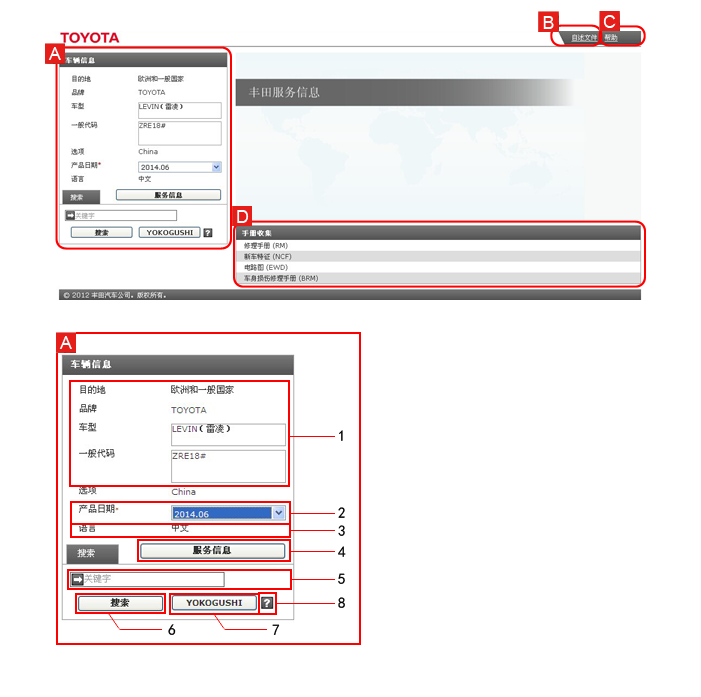 TOYOTA
B
自述文件
C
帮助
A
车辆信息
目的地 欧洲和一般国家
品牌 TOYOTA
车型 LEVIN(雷凌)
一般代码 ZRE18#
选项 China
产品日期* 2014.06
语言 中文
搜索 服务信息
关键字
搜索 YOKOGUSHI ?
丰田服务信息
D
手册收集
修理手册 (RM)
新车特征 (NCF)
电路图 (EWD)
车身损伤修理手册 (BRM)
© 2012 丰田汽车公司。版权所有。
A
车辆信息
目的地 欧洲和一般国家
品牌 TOYOTA
车型 LEVIN(雷凌)
1
一般代码 ZRE18#
选项 China
产品日期* 2014.06 2
语言 中文 3
搜索 服务信息 4
关键字 5
搜索 YOKOGUSHI ? 8
6 7